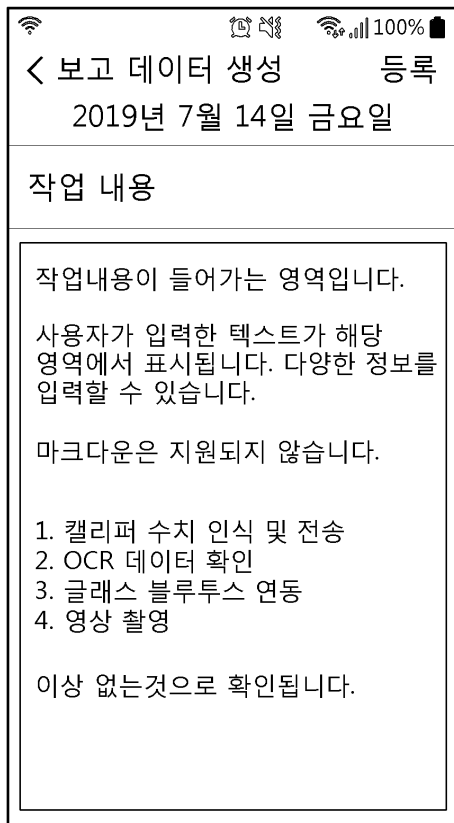 100%
< 보고 데이터 생성 등록
2019년 7월 14일 금요일
작업 내용
작업내용이 들어가는 영역입니다.
사용자가 입력한 텍스트가 해당
영역에서 표시됩니다. 다양한 정보를
입력할 수 있습니다.
마크다운은 지원되지 않습니다.
1. 캘리퍼 수치 인식 및 전송
2. OCR 데이터 확인
3. 글래스 블루투스 연동
4. 영상 촬영
이상 없는것으로 확인됩니다.